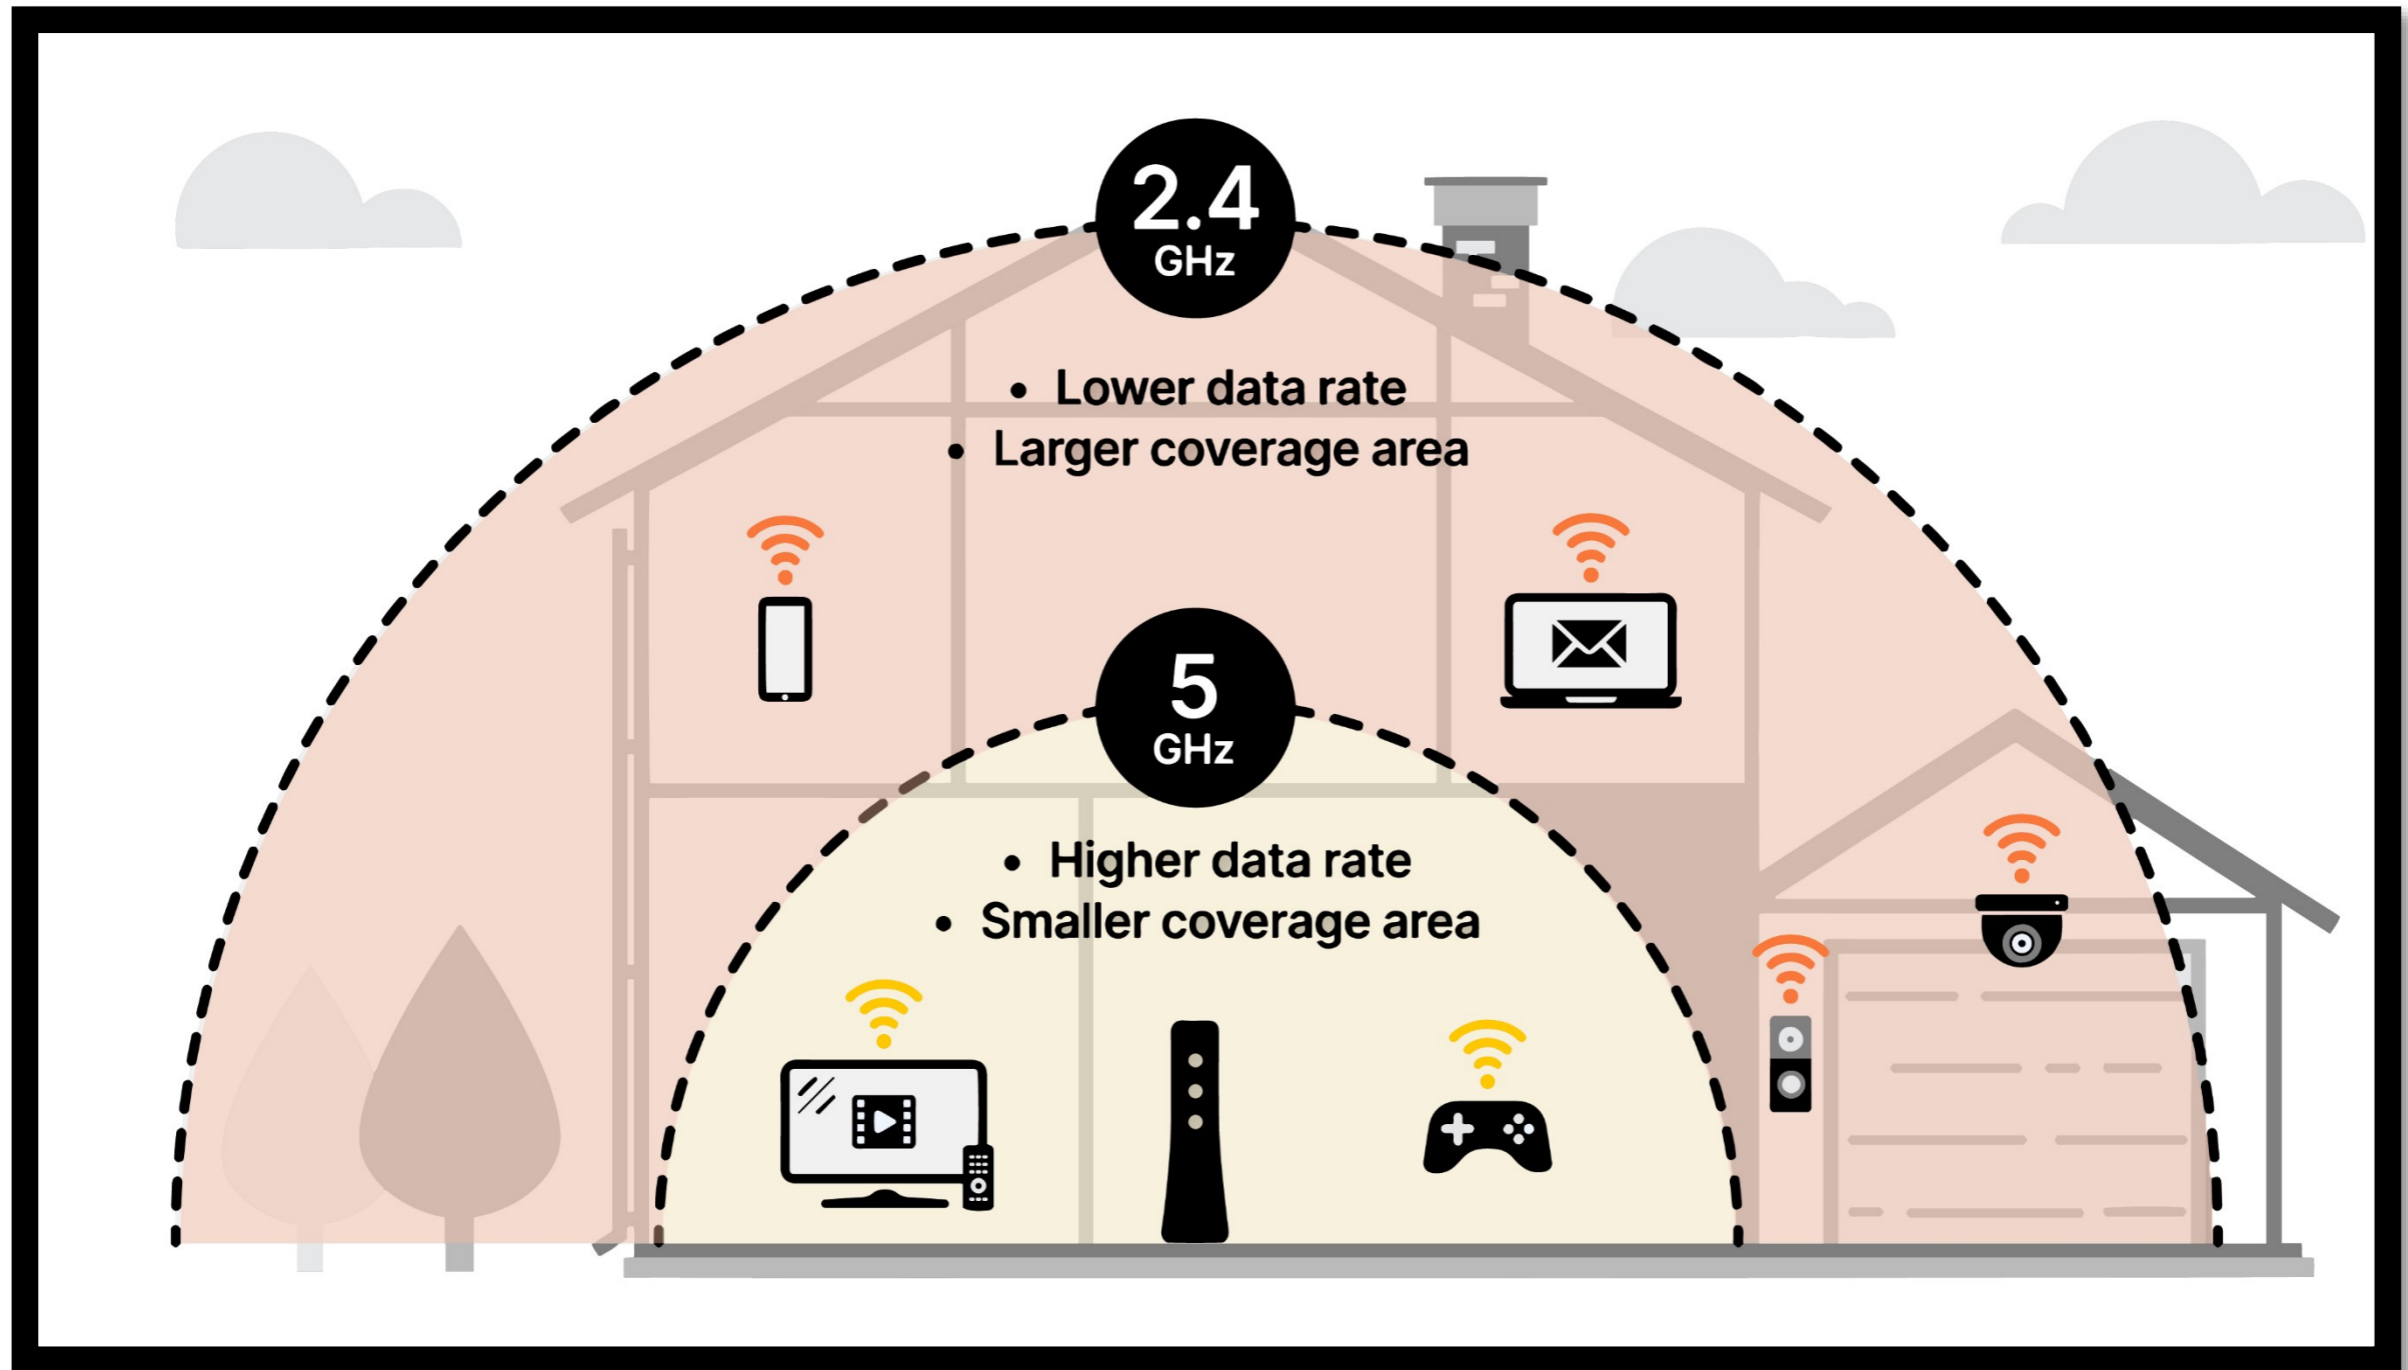 2.4
GHz
• Lower data rate
• Larger coverage area
5
GHz
• Higher data rate
• Smaller coverage area